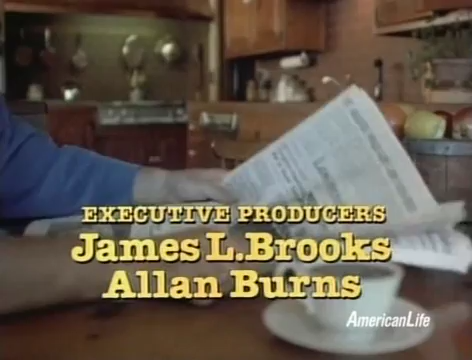 EXECUTIVE PRODUCERS
James L. Brooks
Allan Burns
AmericanLife